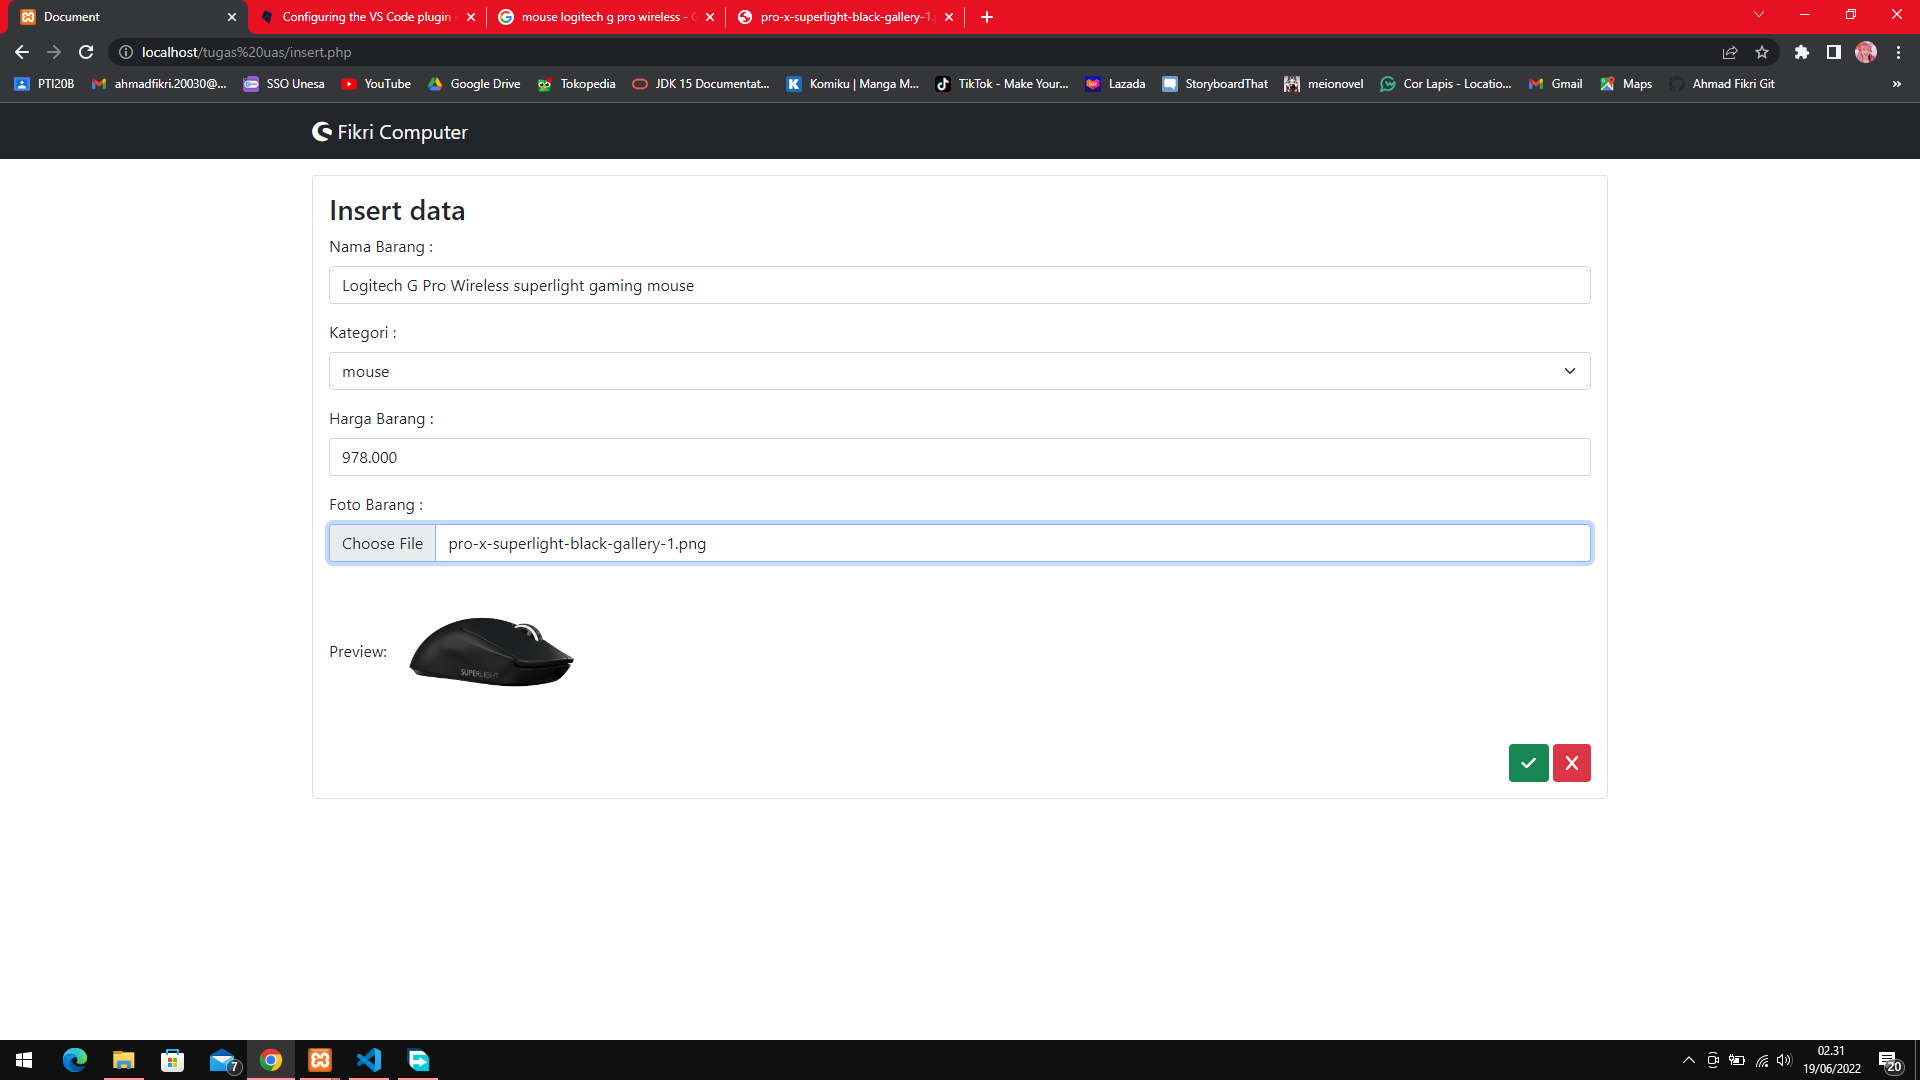 Document
Configuring the VS Code plugin
mouse logitech g pro wireless -
pro-x-superlight-black-gallery-1.
localhost/tugas%20uas/insert.php
PTI20B
ahmadfikri.20030@...
SSO Unesa
YouTube
Google Drive
Tokopedia
JDK 15 Documentat...
Komiku | Manga M...
TikTok - Make Your...
Lazada
StoryboardThat
meionovel
Cor Lapis - Locatio...
Gmail
Maps
Ahmad Fikri Git
»
Fikri Computer
Insert data
Nama Barang :
Logitech G Pro Wireless superlight gaming mouse
Kategori :
mouse
Harga Barang :
978.000
Foto Barang :
Choose File pro-x-superlight-black-gallery-1.png
Preview:
SUPERLIGHT
7
02.31
19/06/2022
20